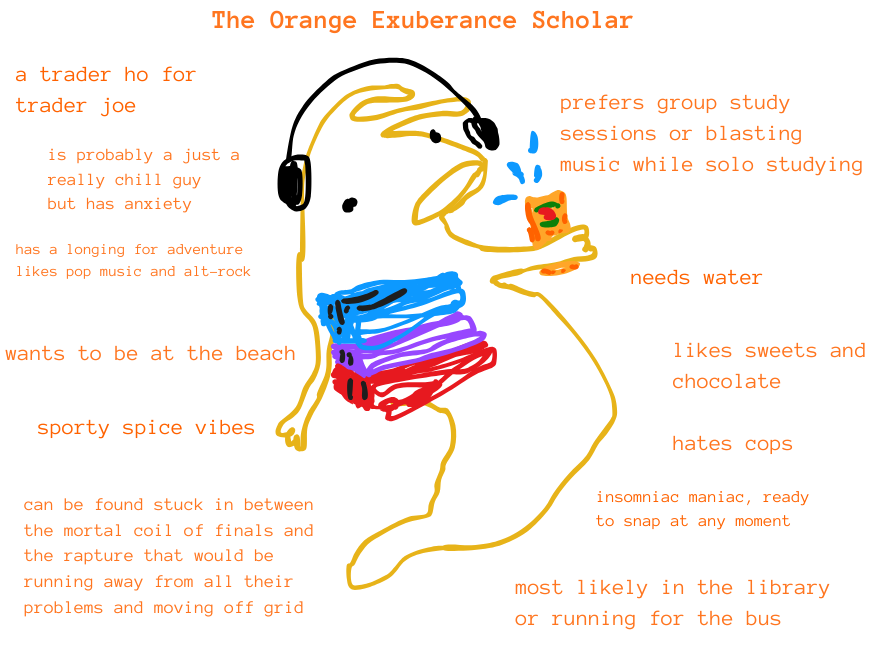 The Orange Exuberance Scholar
a trader ho for
trader joe
is probably a just a
really chill guy
but has anxiety
has a longing for adventure
likes pop music and alt-rock
wants to be at the beach
sporty spice vibes
can be found stuck in between
the mortal coil of finals and
the rapture that would be
running away from all their
problems and moving off grid
prefers group study
sessions or blasting
music while solo studying
needs water
likes sweets and
chocolate
hates cops
insomniac maniac, ready
to snap at any moment
most likely in the library
or running for the bus